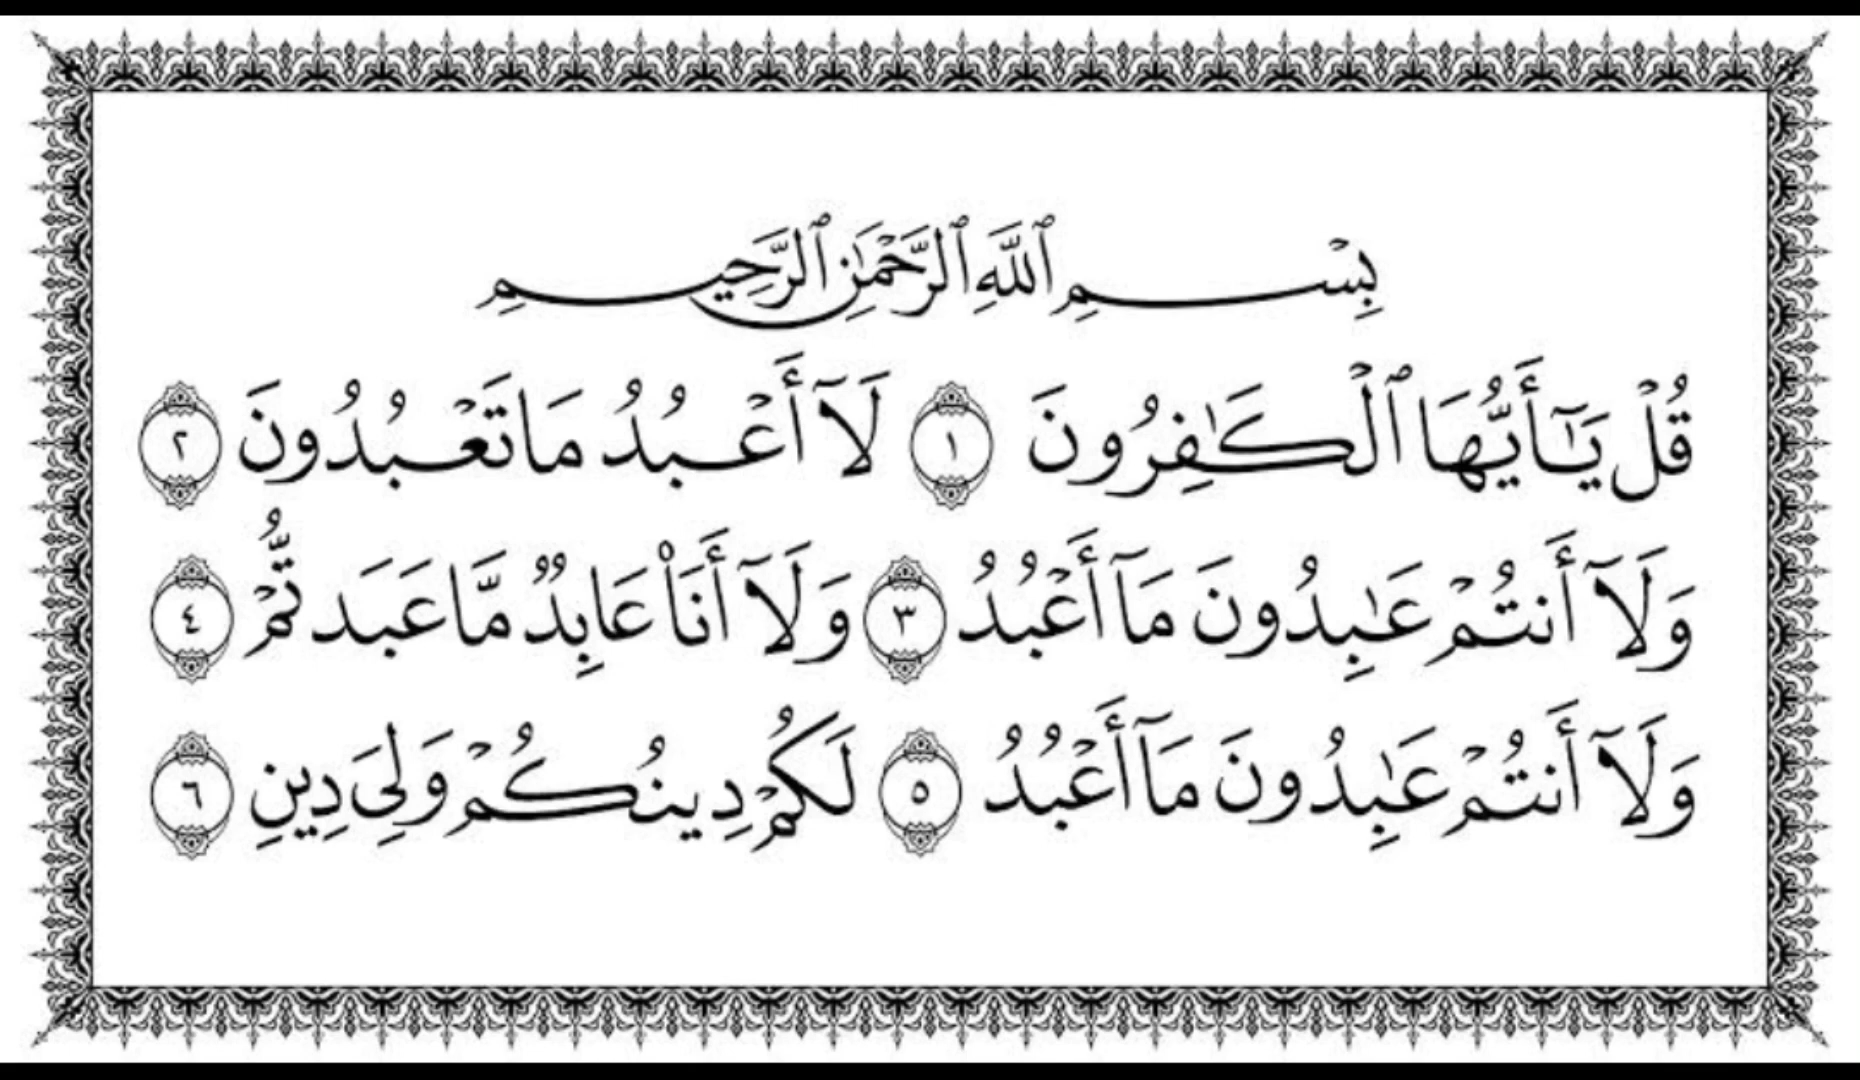 بِسْمِ ٱللَّهِ ٱلرَّحْمَٰنِ ٱلرَّحِيمِ
قُلْ يَٰٓأَيُّهَا ٱلْكَٰفِرُونَ ١ لَآ أَعْبُدُ مَا تَعْبُدُونَ ٢
وَلَآ أَنتُمْ عَٰبِدُونَ مَآ أَعْبُدُ ٣ وَلَآ أَنَا۠ عَابِدٌ مَّا عَبَدتُّمْ ٤
وَلَآ أَنتُمْ عَٰبِدُونَ مَآ أَعْبُدُ ٥ لَكُمْ دِينُكُمْ وَلِىَ دِينِ ٦